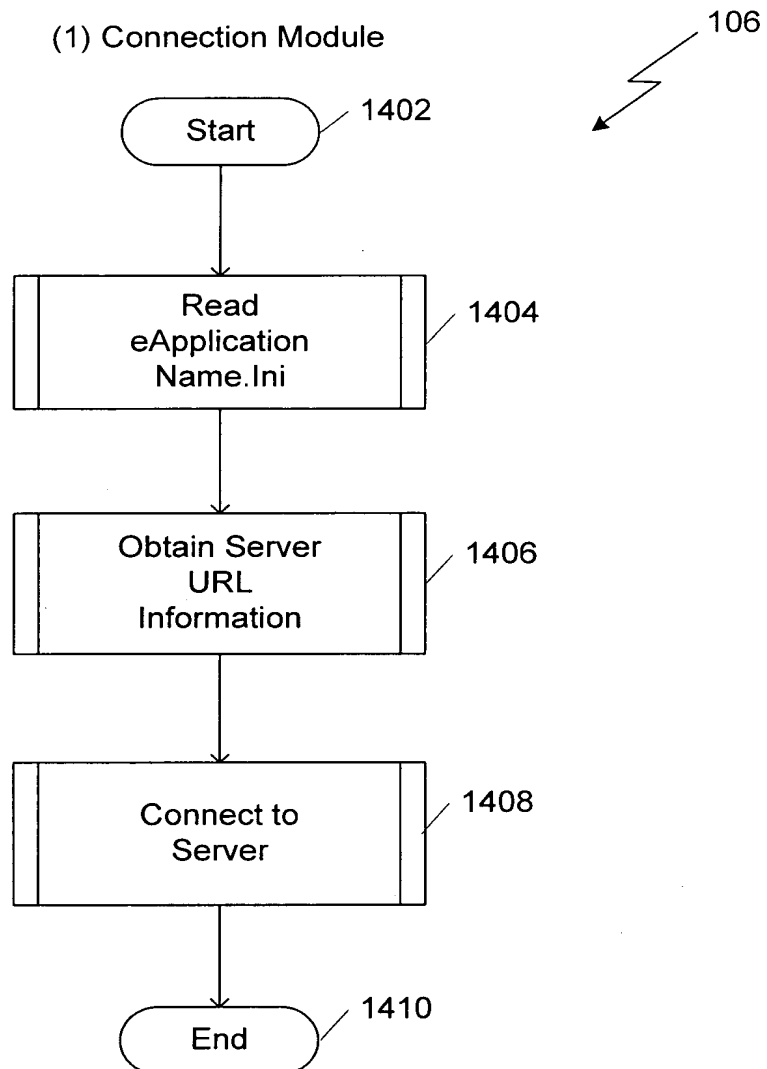 (1) Connection Module
106
Start
1402
Read
eApplication
Name.Ini
1404
Obtain Server
URL
Information
1406
Connect to
Server
1408
End
1410